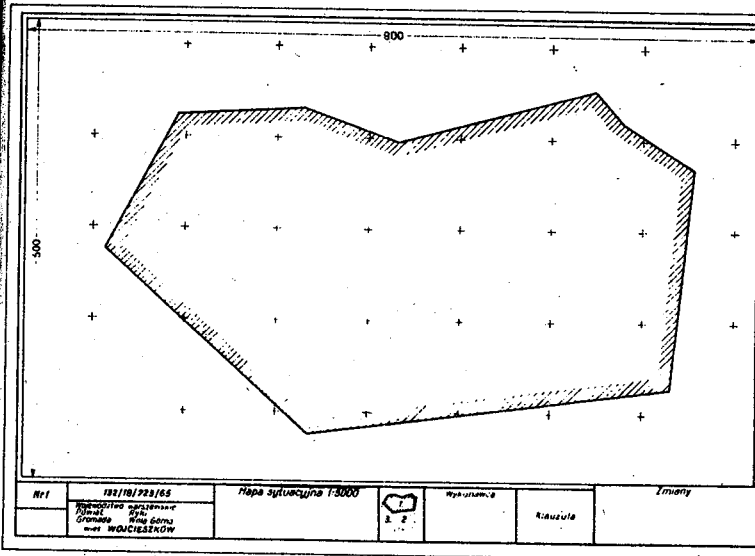 800
500
Nr1
132/18/723/65
Województwo warszawskie
Powiat Ryki
Gromada Wola Górna
wieś WOJCIESZKÓW
Mapa sytuacyjna 1:5000
1
3 2
Wykonawca
Klauzula
Zmiany